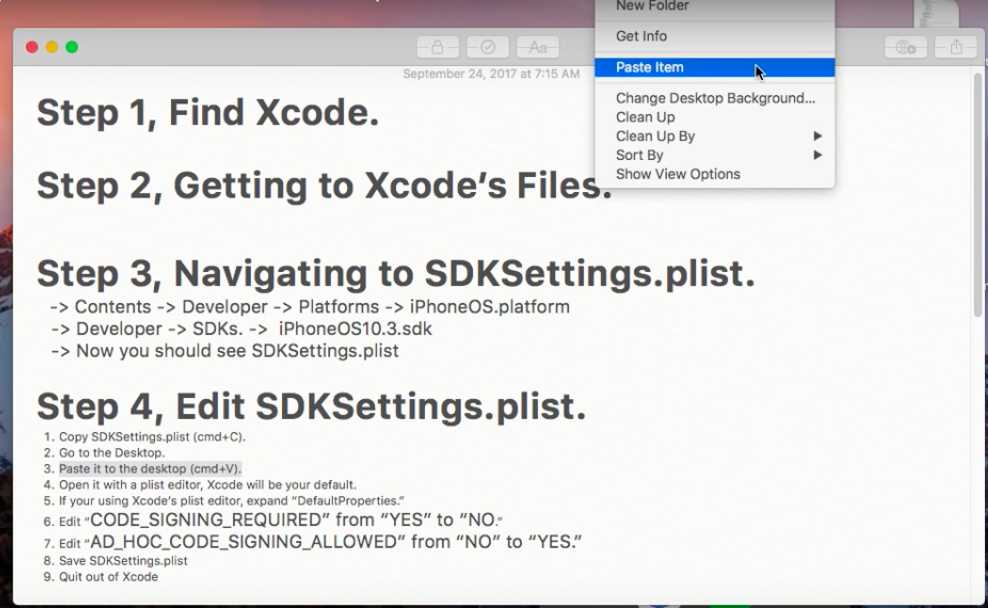 New Folder
Get Info
Paste Item
Change Desktop Background...
Clean Up
Clean Up By
Sort By
Show View Options
Aa
September 24, 2017 at 7:15 AM
Step 1, Find Xcode.
Step 2, Getting to Xcode's Files.
Step 3, Navigating to SDKSettings.plist.
-> Contents -> Developer -> Platforms -> iPhoneOS.platform
-> Developer -> SDKs. -> iPhoneOS10.3.sdk
-> Now you should see SDKSettings.plist
Step 4, Edit SDKSettings.plist.
1. Copy SDKSettings.plist (cmd+C).
2. Go to the Desktop.
3. Paste it to the desktop (cmd+V).
4. Open it with a plist editor, Xcode will be your default.
5. If your using Xcode's plist editor, expand “DefaultProperties.”
6. Edit “CODE_SIGNING_REQUIRED” from “YES” to “NO.”
7. Edit “AD_HOC_CODE_SIGNING_ALLOWED” from “NO” to “YES.”
8. Save SDKSettings.plist
9. Quit out of Xcode